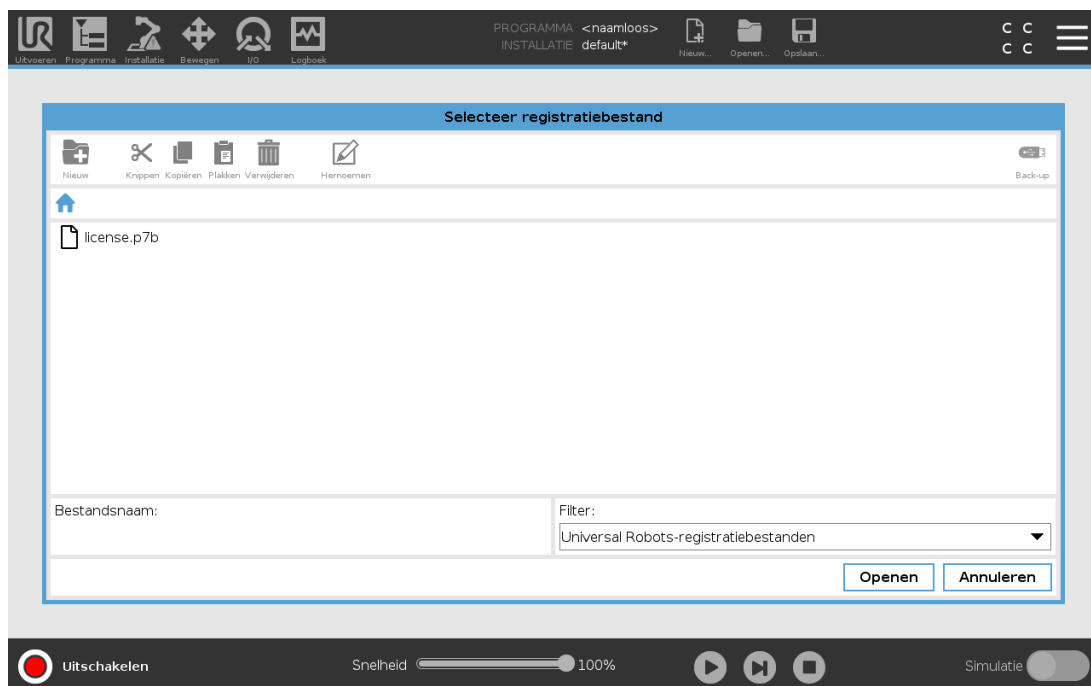 PROGRAMMA <naamloos>
INSTALLATIE default*
C C
C C
Uitvoeren Programma Installatie Bewegen I/O Logboek Nieuw... Openen... Opslaan...
Selecteer registratiebestand
Nieuw Knippen Kopiëren Plakken Verwijderen Hernoemen Back-up
license.p7b
Bestandsnaam:
Filter:
Universal Robots-registratiebestanden
Openen Annuleren
Uitschakelen Snelheid 100% Simulatie